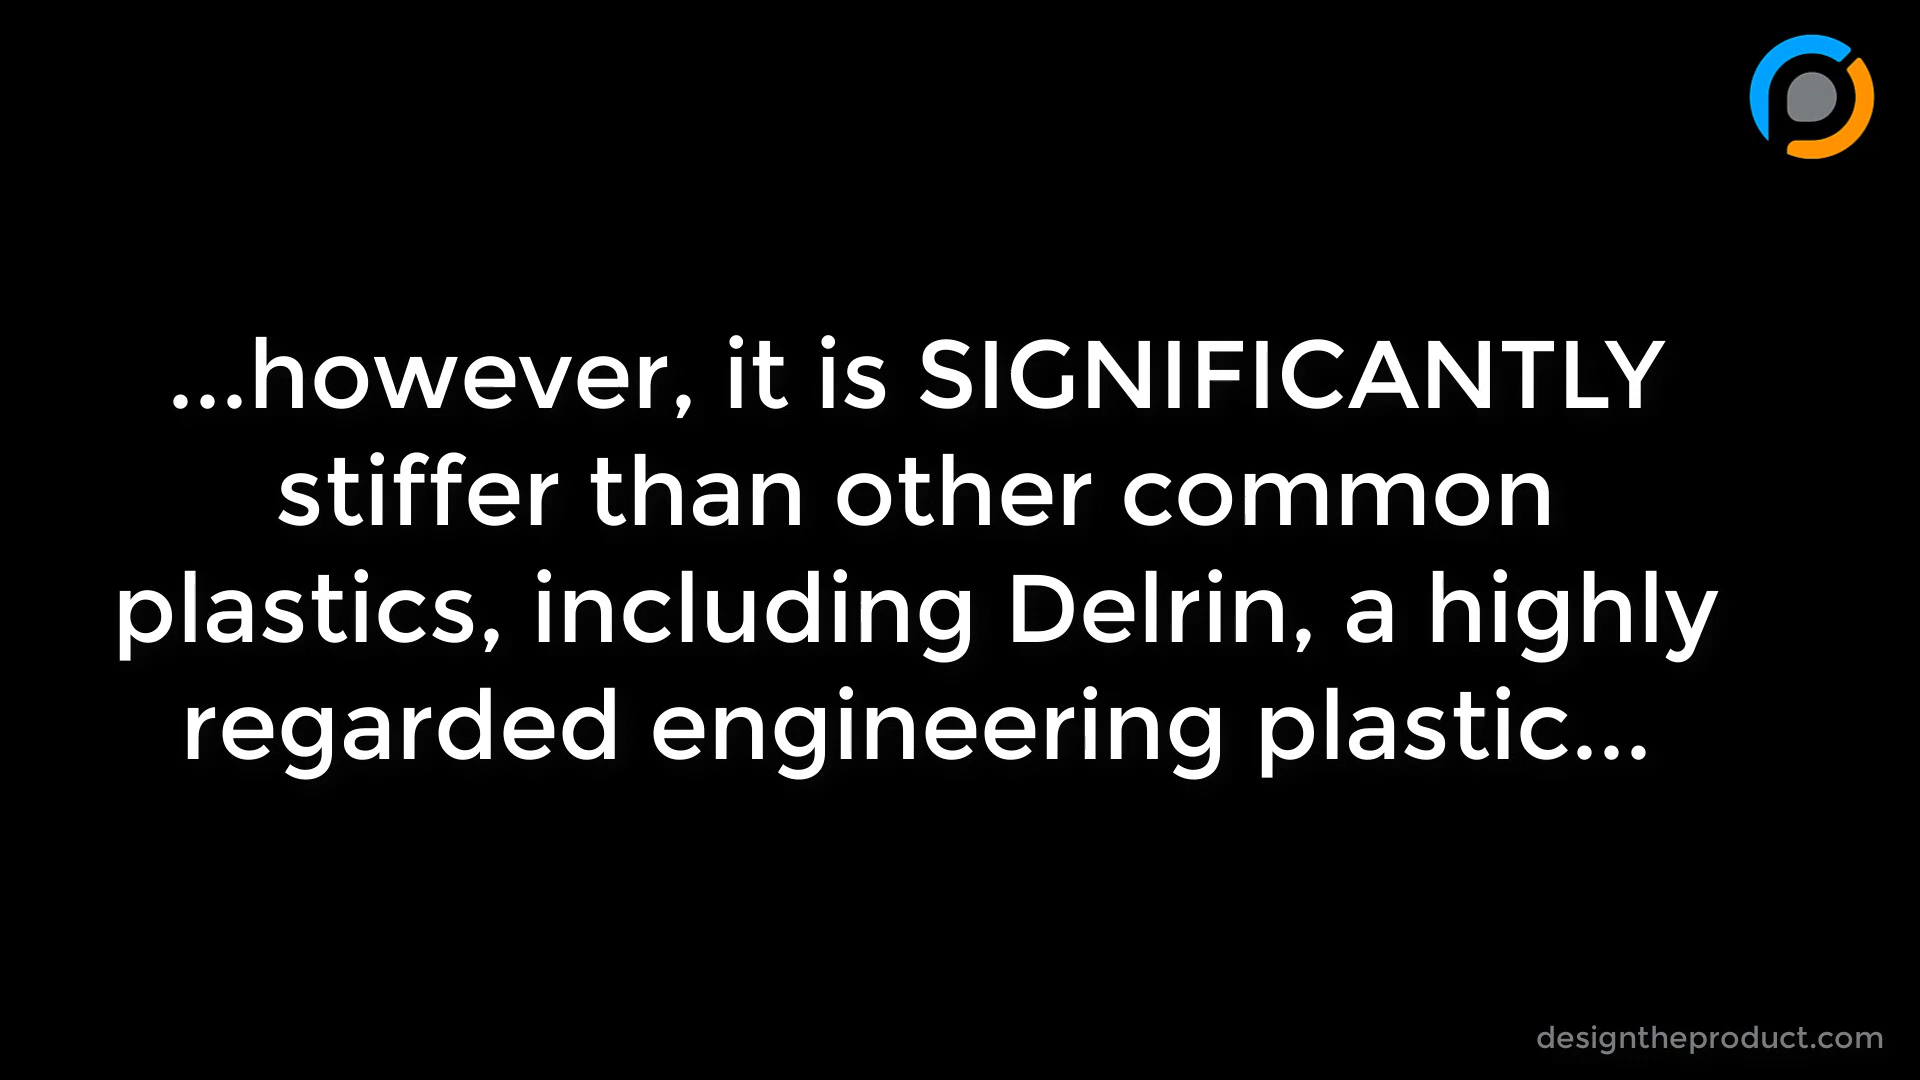 ...however, it is SIGNIFICANTLY
stiffer than other common
plastics, including Delrin, a highly
regarded engineering plastic...
designtheproduct.com